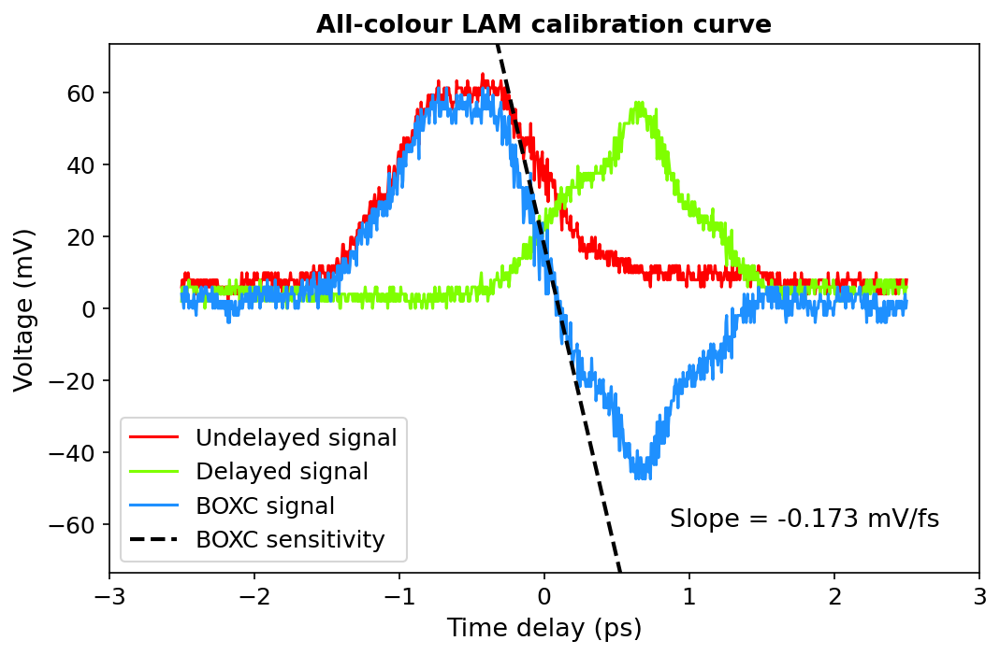 All-colour LAM calibration curve
Voltage (mV)
60
40
20
0
−20
−40
−60
Undelayed signal
Delayed signal
BOXC signal
BOXC sensitivity
Slope = -0.173 mV/fs
−3 −2 −1 0 1 2 3
Time delay (ps)